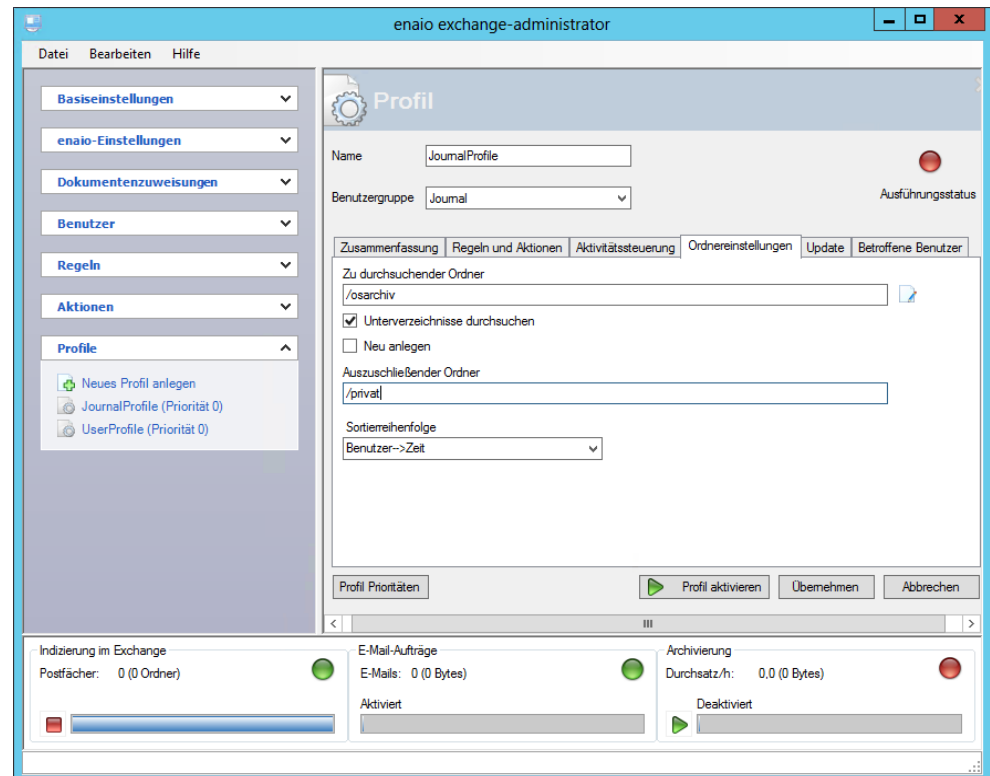 enaio exchange-administrator
Datei Bearbeiten Hilfe
Basiseinstellungen
enaio-Einstellungen
Dokumentenzuweisungen
Benutzer
Regeln
Aktionen
Profile
Neues Profil anlegen
JournalProfile (Priorität 0)
UserProfile (Priorität 0)
Profil
Name JournalProfile
Benutzergruppe Journal
Ausführungsstatus
Zusammenfassung Regeln und Aktionen Aktivitätssteuerung Ordnereinstellungen Update Betroffene Benutzer
Zu durchsuchender Ordner
/osarchiv
Unterverzeichnisse durchsuchen
Neu anlegen
Auszuschließender Ordner
/privat
Sortierreihenfolge
Benutzer-->Zeit
Profil Prioritäten Profil aktivieren Übernehmen Abbrechen
Indizierung im Exchange
Postfächer: 0 (0 Ordner)
E-Mail-Aufträge
E-Mails: 0 (0 Bytes)
Aktiviert
Archivierung
Durchsatz/h: 0,0 (0 Bytes)
Deaktiviert